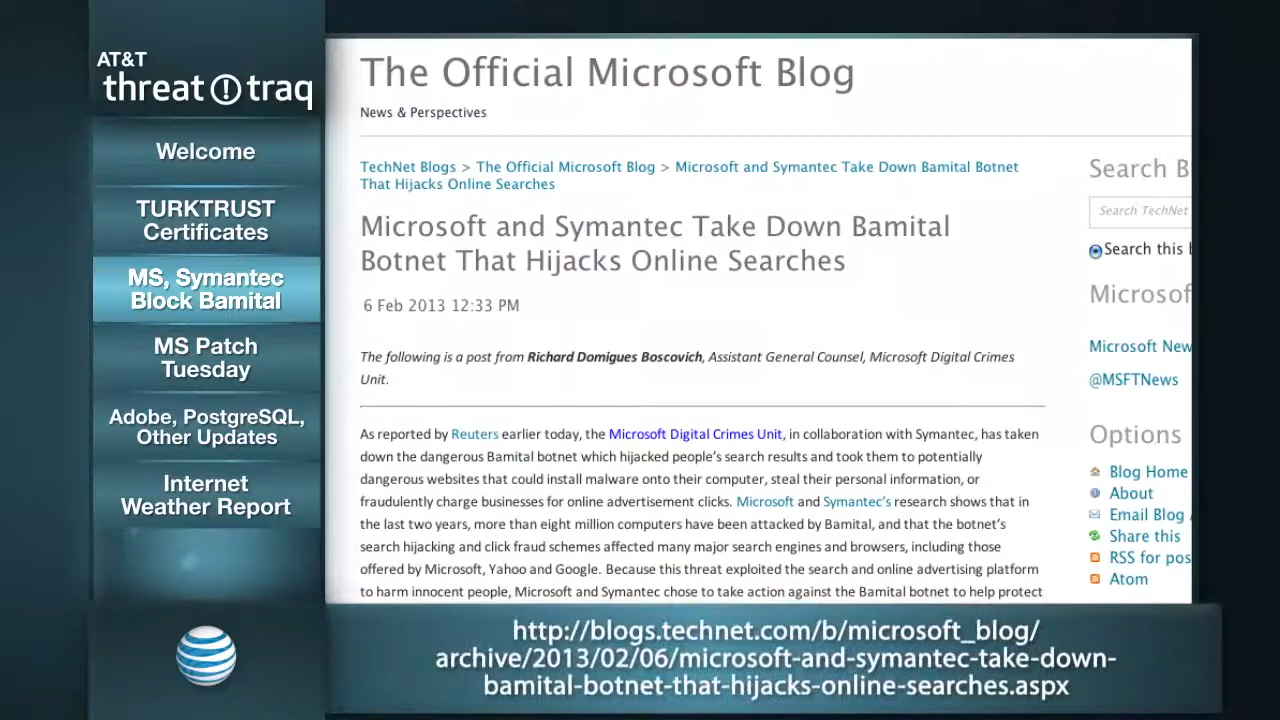 AT&T
threat!traq
Welcome
TURKTRUST
Certificates
MS, Symantec
Block Bamital
MS Patch
Tuesday
Adobe, PostgreSQL,
Other Updates
Internet
Weather Report
The Official Microsoft Blog
News & Perspectives
TechNet Blogs > The Official Microsoft Blog > Microsoft and Symantec Take Down Bamital Botnet
That Hijacks Online Searches
Microsoft and Symantec Take Down Bamital
Botnet That Hijacks Online Searches
6 Feb 2013 12:33 PM
The following is a post from Richard Domigues Boscovich, Assistant General Counsel, Microsoft Digital Crimes
Unit.
As reported by Reuters earlier today, the Microsoft Digital Crimes Unit, in collaboration with Symantec, has taken
down the dangerous Bamital botnet which hijacked people's search results and took them to potentially
dangerous websites that could install malware onto their computer, steal their personal information, or
fraudulently charge businesses for online advertisement clicks. Microsoft and Symantec's research shows that in
the last two years, more than eight million computers have been attacked by Bamital, and that the botnet's
search hijacking and click fraud schemes affected many major search engines and browsers, including those
offered by Microsoft, Yahoo and Google. Because this threat exploited the search and online advertising platform
to harm innocent people, Microsoft and Symantec chose to take action against the Bamital botnet to help protect
Search B
Search TechNet
Search this
Microsof
Microsoft New
@MSFTNews
Options
Blog Home
About
Email Blog
Share this
RSS for pos
Atom
http://blogs.technet.com/b/microsoft_blog/
archive/2013/02/06/microsoft-and-symantec-take-down-
bamital-botnet-that-hijacks-online-searches.aspx